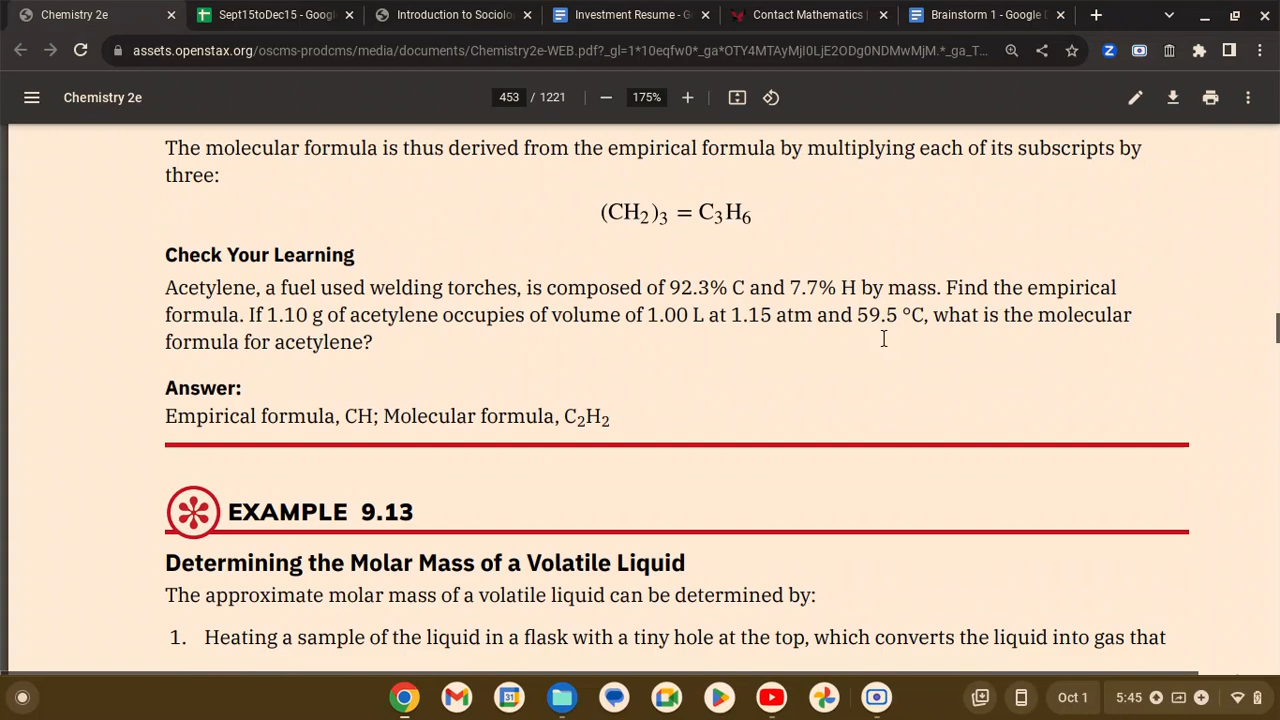 Chemistry 2e
Sept15toDec15 - Googl
Introduction to Sociolo
Investment Resume - G
Contact Mathematics |
Brainstorm 1 - Google D
assets.openstax.org/oscms-prodcms/media/documents/Chemistry2e-WEB.pdf?_gl=1*10eqfw0*_ga*OTY4MTAyMjI0LjE2ODg0NDMwMjM.*_ga_T...
Z
Chemistry 2e
453 / 1221
175%
The molecular formula is thus derived from the empirical formula by multiplying each of its subscripts by
three:
(CH₂)₃ = C₃H₆
Check Your Learning
Acetylene, a fuel used welding torches, is composed of 92.3% C and 7.7% H by mass. Find the empirical
formula. If 1.10 g of acetylene occupies of volume of 1.00 L at 1.15 atm and 59.5 °C, what is the molecular
formula for acetylene?
Answer:
Empirical formula, CH; Molecular formula, C₂H₂
EXAMPLE 9.13
Determining the Molar Mass of a Volatile Liquid
The approximate molar mass of a volatile liquid can be determined by:
1. Heating a sample of the liquid in a flask with a tiny hole at the top, which converts the liquid into gas that
31
Oct 1
5:45